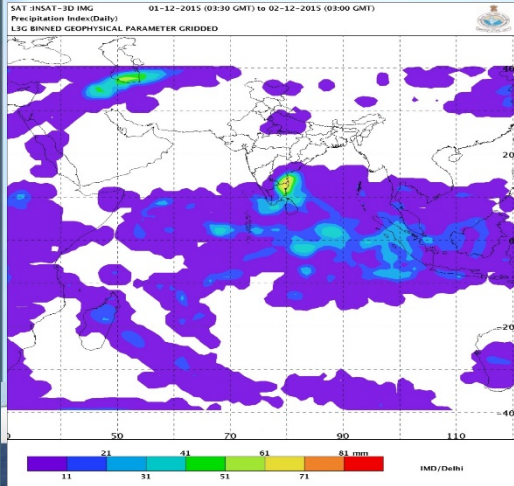 SAT :INSAT-3D IMG 01-12-2015 (03:30 GMT) to 02-12-2015 (03:00 GMT)
Precipitation Index(Daily)
L3G BINNED GEOPHYSICAL PARAMETER GRIDDED
40
20
0
-20
-40
50 70 90 110
21 41 61 81 mm
11 31 51 71
IMD/Delhi